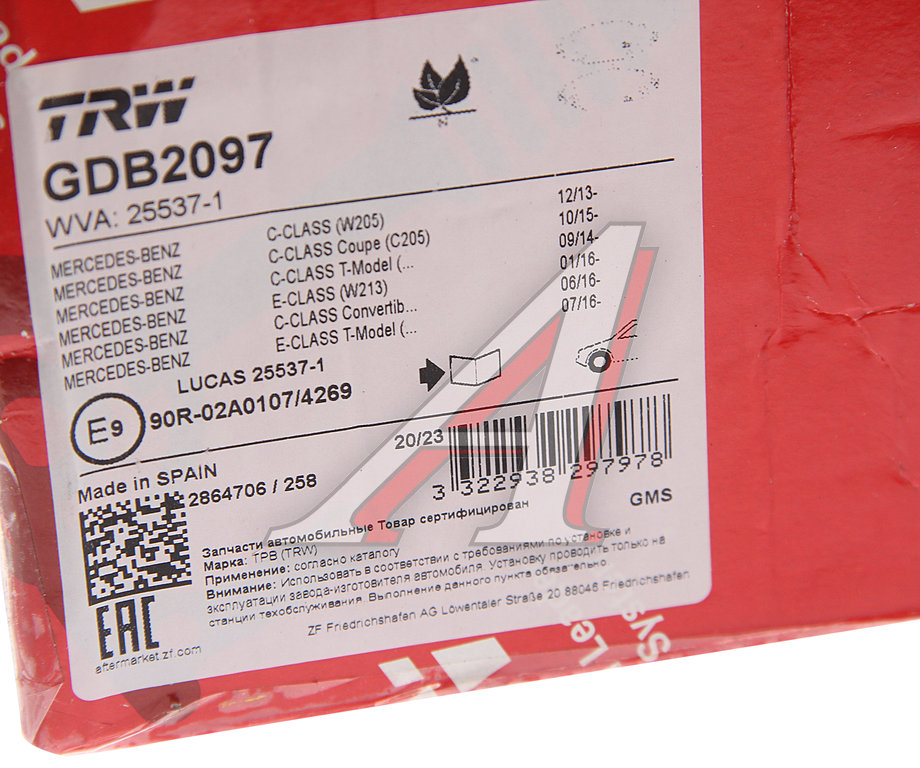 TRW
GDB2097
WVA: 25537-1
MERCEDES-BENZ C-CLASS (W205) 12/13-
MERCEDES-BENZ C-CLASS Coupe (C205) 10/15-
MERCEDES-BENZ C-CLASS T-Model (... 09/14-
MERCEDES-BENZ E-CLASS (W213) 01/16-
MERCEDES-BENZ C-CLASS Convertib... 06/16-
MERCEDES-BENZ E-CLASS T-Model (... 07/16-
LUCAS 25537-1
E9 90R-02A0107/4269
20/23
Made in SPAIN
2864706 / 258
3 322938 297978
GMS
Запчасти автомобильные Товар сертифицирован
Марка: ТРВ (TRW)
Внимание: согласно каталогу
Внимание: Использовать в соответствии с требованиями по установке и
эксплуатации завода-изготовителя автомобиля. Установку проводить только на
станции техобслуживания. Выполнение данного пункта обязательно.
ZF Friedrichshafen AG Löwentaler Straße 20 88046 Friedrichshafen
EAC
aftermarket.zf.com